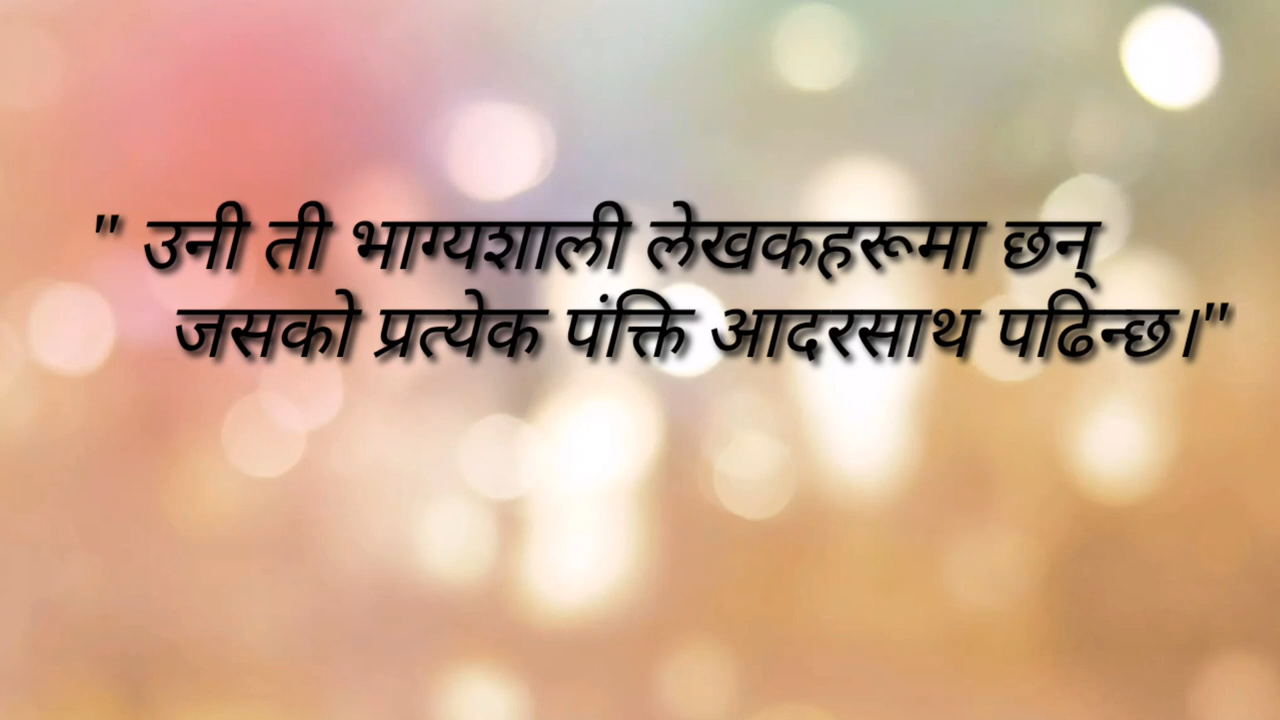 " उनी ती भाग्यशाली लेखकहरूमा छन्
जसको प्रत्येक पंक्ति आदरसाथ पढिन्छ।"